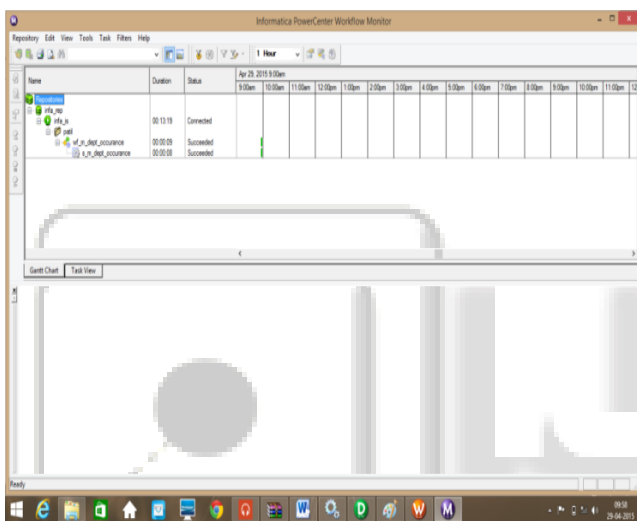 Informatica PowerCenter Workflow Monitor
Repository Edit View Tools Task Filters Help
1 Hour
Name Duration Status Apr 29, 2015 9:00am
9:00am 10:00am 11:00am 12:00pm 1:00pm 2:00pm 3:00pm 4:00pm 5:00pm 6:00pm 7:00pm 8:00pm 9:00pm 10:00pm 11:00pm 12
Repositories
infa_rep
infa_is 00:13:19 Connected
patil
wf_m_dept_occurance 00:00:09 Succeeded
s_m_dept_occurance 00:00:08 Succeeded
Gantt Chart Task View
Ready
09:58
29-04-2015